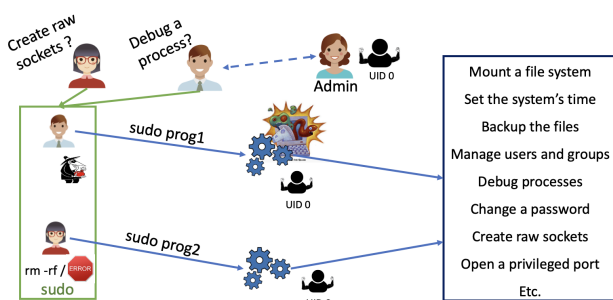 Create raw
sockets ?
Debug a
process?
Admin
UID 0
sudo prog1
UID 0
sudo prog2
rm -rf /
ERROR
sudo
Mount a file system
Set the system's time
Backup the files
Manage users and groups
Debug processes
Change a password
Create raw sockets
Open a privileged port
Etc.
UID 0